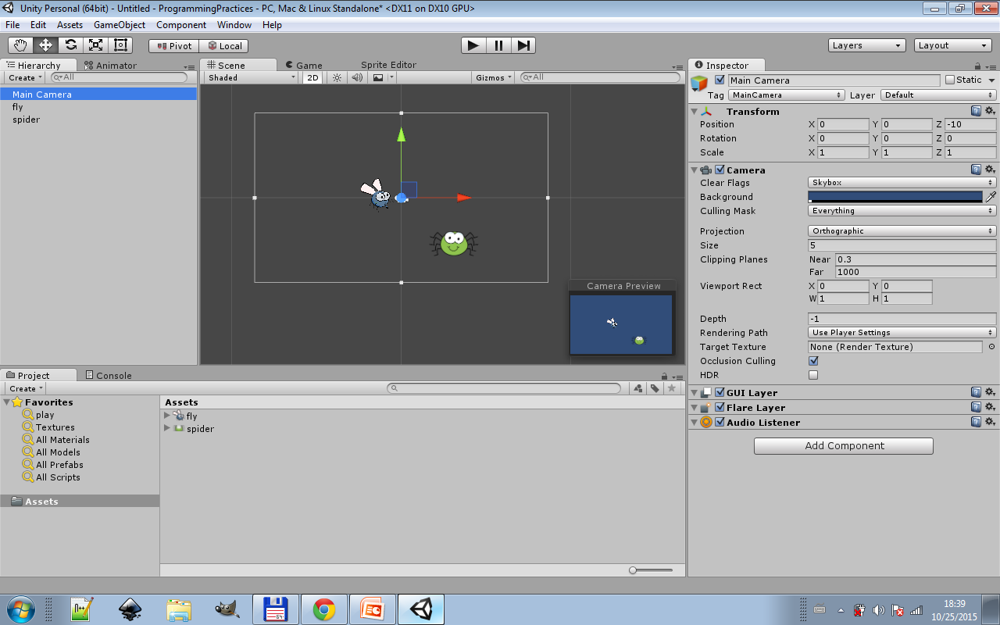 Unity Personal (64bit) - Untitled - ProgrammingPractices - PC, Mac & Linux Standalone* <DX11 on DX10 GPU>
File Edit Assets GameObject Component Window Help
Pivot Local Layers Layout
Hierarchy Animator
Create All
Main Camera
fly
spider
Scene Game Sprite Editor
Shaded 2D Gizmos All
Camera Preview
Inspector
Main Camera Static
Tag MainCamera Layer Default
Transform
Position X 0 Y 0 Z -10
Rotation X 0 Y 0 Z 0
Scale X 1 Y 1 Z 1
Camera
Clear Flags Skybox
Background
Culling Mask Everything
Projection Orthographic
Size 5
Clipping Planes Near 0.3
Far 1000
Viewport Rect X 0 Y 0
W 1 H 1
Depth -1
Rendering Path Use Player Settings
Target Texture None (Render Texture)
Occlusion Culling
HDR
GUI Layer
Flare Layer
Audio Listener
Add Component
Project Console
Create
Favorites
play
Textures
All Materials
All Models
All Prefabs
All Scripts
Assets
Assets
fly
spider
64
18:39
10/25/2015